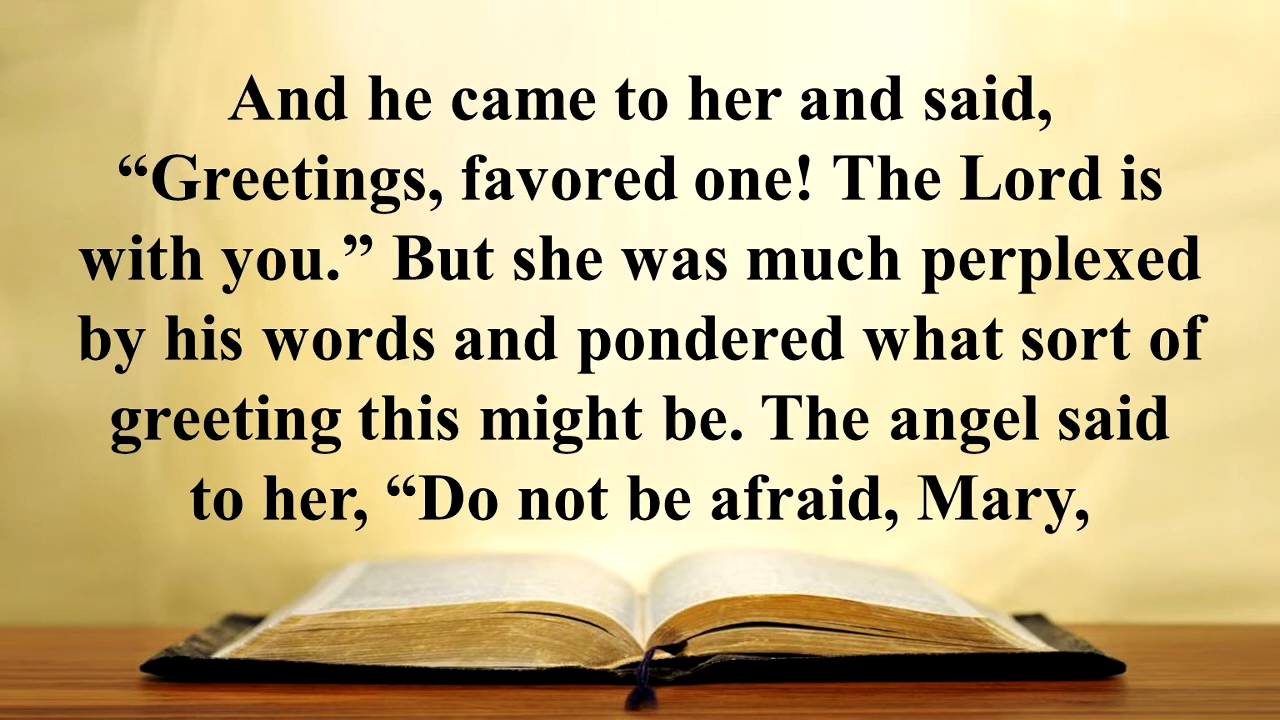 And he came to her and said,
“Greetings, favored one! The Lord is
with you.” But she was much perplexed
by his words and pondered what sort of
greeting this might be. The angel said
to her, “Do not be afraid, Mary,